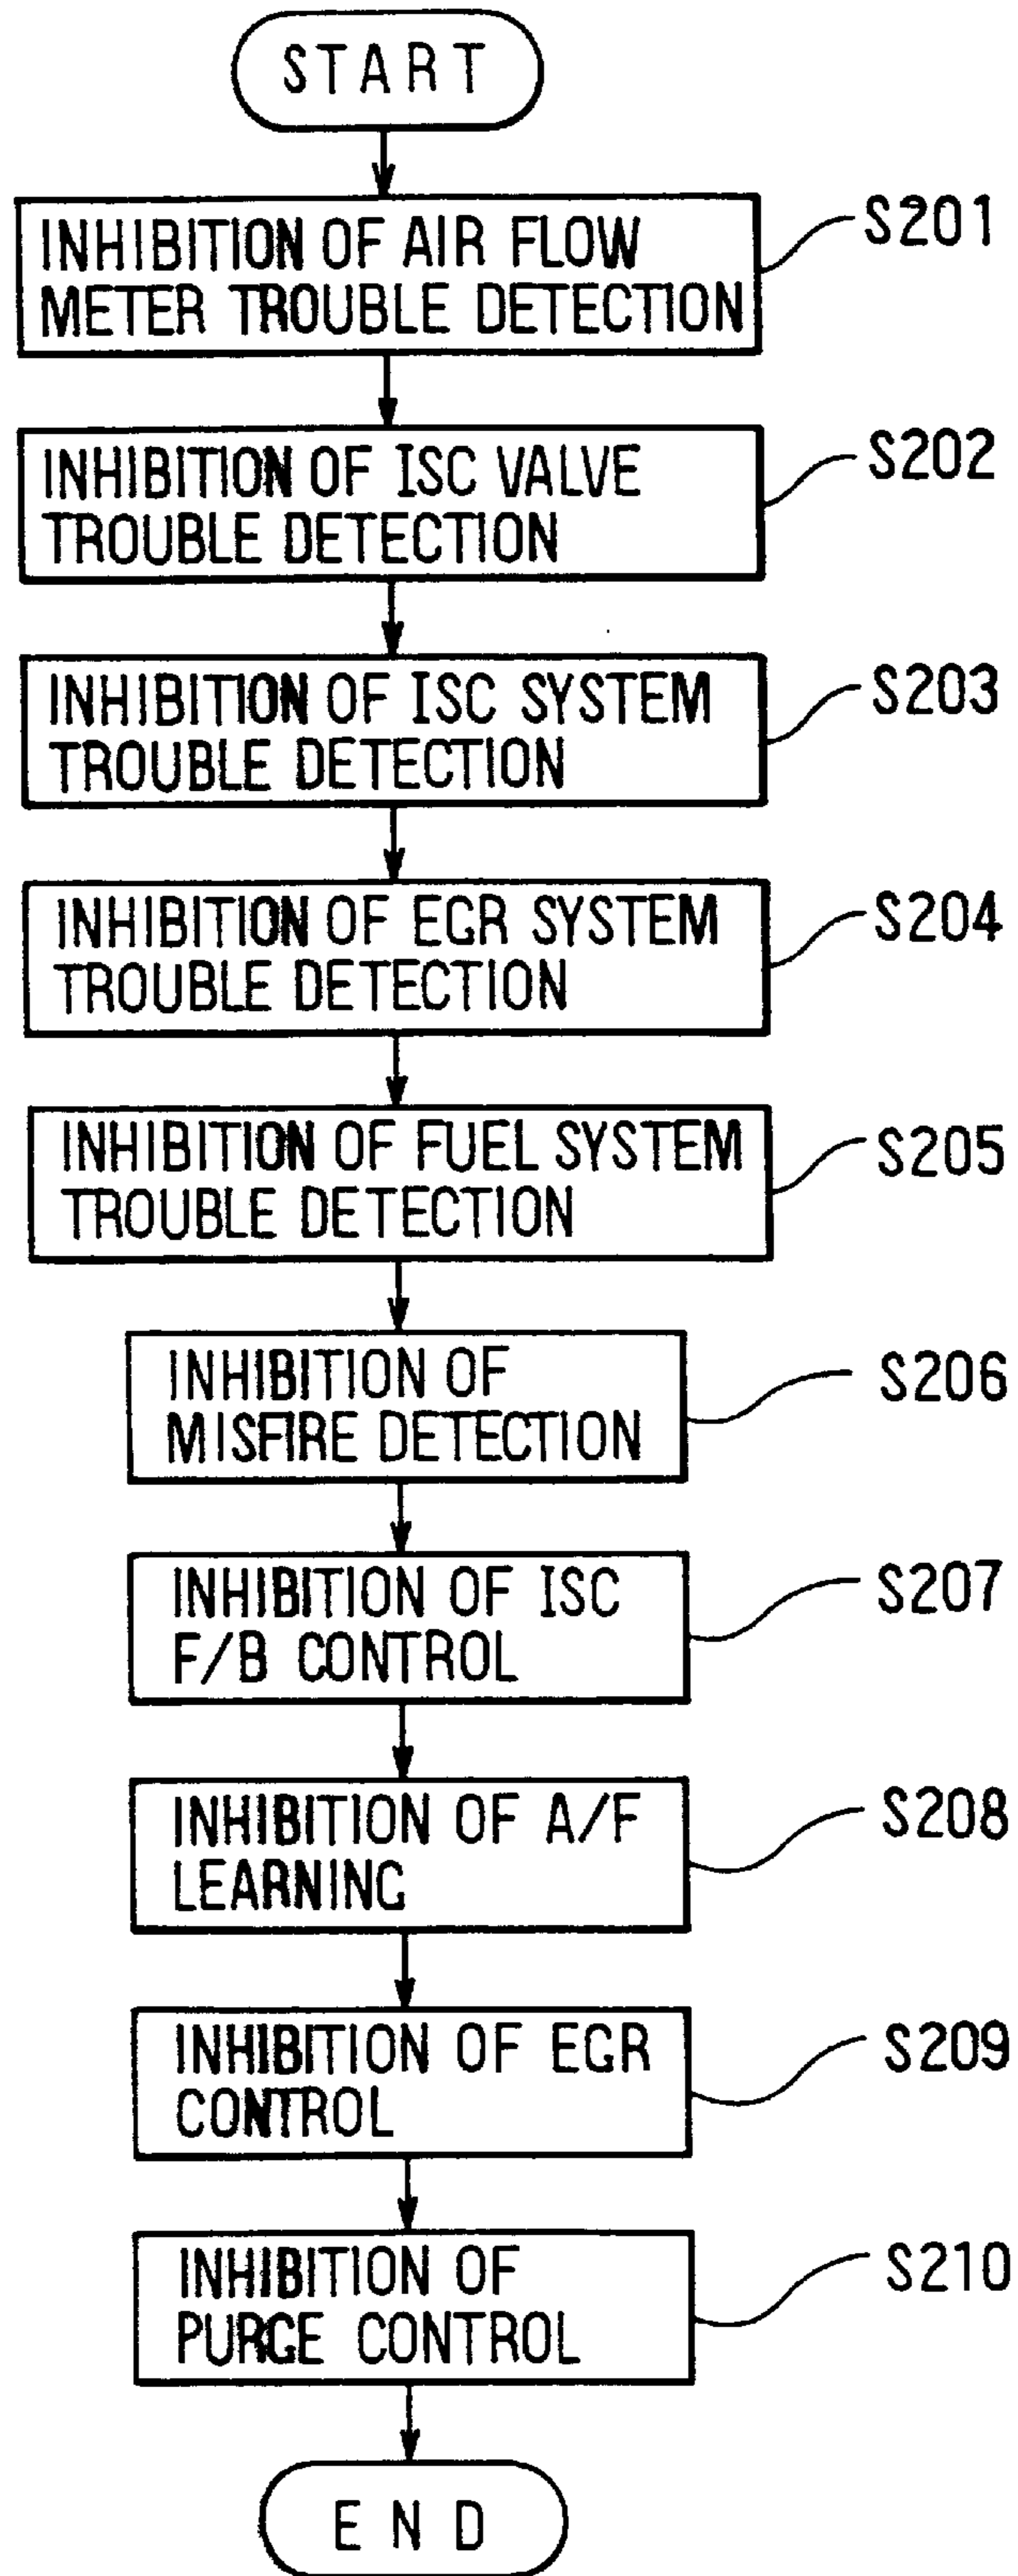 START
INHIBITION OF AIR FLOW
METER TROUBLE DETECTION
S201
INHIBITION OF ISC VALVE
TROUBLE DETECTION
S202
INHIBITION OF ISC SYSTEM
TROUBLE DETECTION
S203
INHIBITION OF EGR SYSTEM
TROUBLE DETECTION
S204
INHIBITION OF FUEL SYSTEM
TROUBLE DETECTION
S205
INHIBITION OF
MISFIRE DETECTION
S206
INHIBITION OF ISC
F/B CONTROL
S207
INHIBITION OF A/F
LEARNING
S208
INHIBITION OF EGR
CONTROL
S209
INHIBITION OF
PURGE CONTROL
S210
END